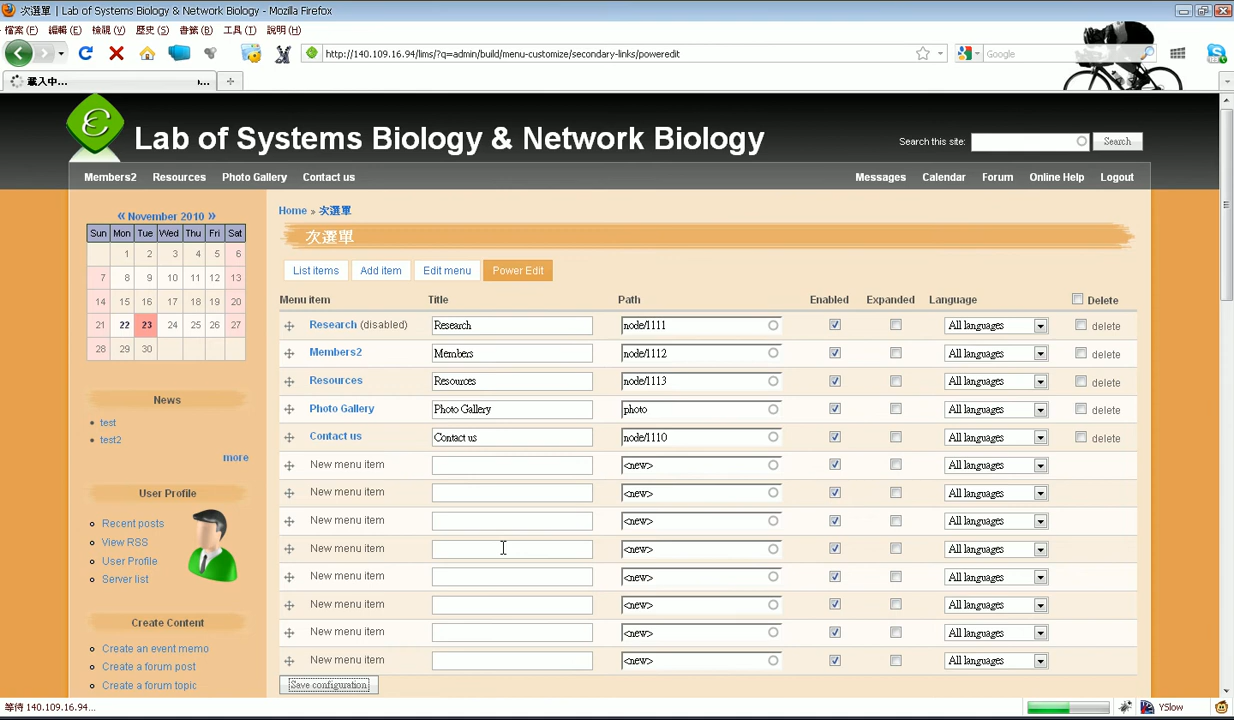 次選單 | Lab of Systems Biology & Network Biology - Mozilla Firefox
檔案(F) 編輯(E) 檢視(V) 歷史(S) 書籤(B) 工具(T) 說明(H)
http://140.109.16.94/lims/?q=admin/build/menu-customize/secondary-links/poweredit
Google
載入中... ...
Lab of Systems Biology & Network Biology
Search this site: Search
Members2 Resources Photo Gallery Contact us Messages Calendar Forum Online Help Logout
« November 2010 »
Sun Mon Tue Wed Thu Fri Sat
1 2 3 4 5 6
7 8 9 10 11 12 13
14 15 16 17 18 19 20
21 22 23 24 25 26 27
28 29 30
News
test
test2
more
User Profile
Recent posts
View RSS
User Profile
Server list
Create Content
Create an event memo
Create a forum post
Create a forum topic
Home » 次選單
次選單
List items Add item Edit menu Power Edit
Menu item Title Path Enabled Expanded Language Delete
Research (disabled) Research node/1111 All languages delete
Members2 Members node/1112 All languages delete
Resources Resources node/1113 All languages delete
Photo Gallery Photo Gallery photo All languages delete
Contact us Contact us node/1110 All languages delete
New menu item <new> All languages
New menu item <new> All languages
New menu item <new> All languages
New menu item <new> All languages
New menu item <new> All languages
New menu item <new> All languages
New menu item <new> All languages
New menu item <new> All languages
Save configuration
等待 140.109.16.94...
YSlow